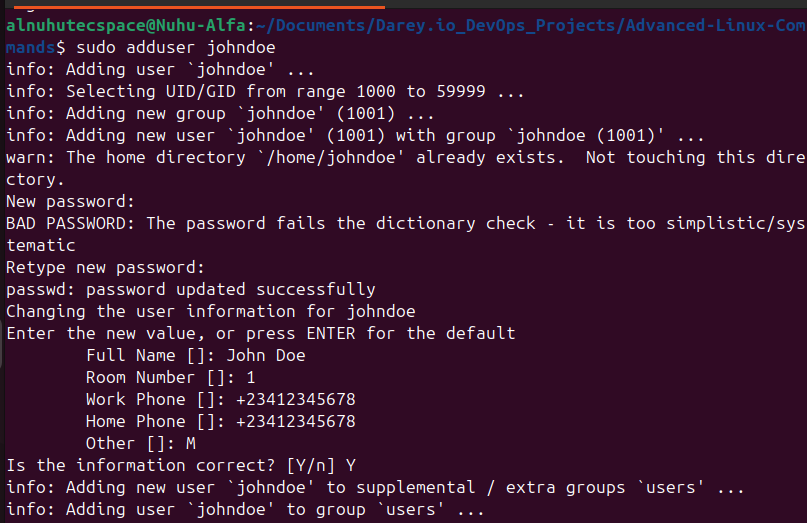 alnuhutecspace@Nuhu-Alfa:~/Documents/Darey.io_DevOps_Projects/Advanced-Linux-Com
mands$ sudo adduser johndoe
info: Adding user `johndoe' ...
info: Selecting UID/GID from range 1000 to 59999 ...
info: Adding new group `johndoe' (1001) ...
info: Adding new user `johndoe' (1001) with group `johndoe (1001)' ...
warn: The home directory `/home/johndoe' already exists.  Not touching this dire
ctory.
New password:
BAD PASSWORD: The password fails the dictionary check - it is too simplistic/sys
tematic
Retype new password:
passwd: password updated successfully
Changing the user information for johndoe
Enter the new value, or press ENTER for the default
        Full Name []: John Doe
        Room Number []: 1
        Work Phone []: +23412345678
        Home Phone []: +23412345678
        Other []: M
Is the information correct? [Y/n] Y
info: Adding new user `johndoe' to supplemental / extra groups `users' ...
info: Adding user `johndoe' to group `users' ...